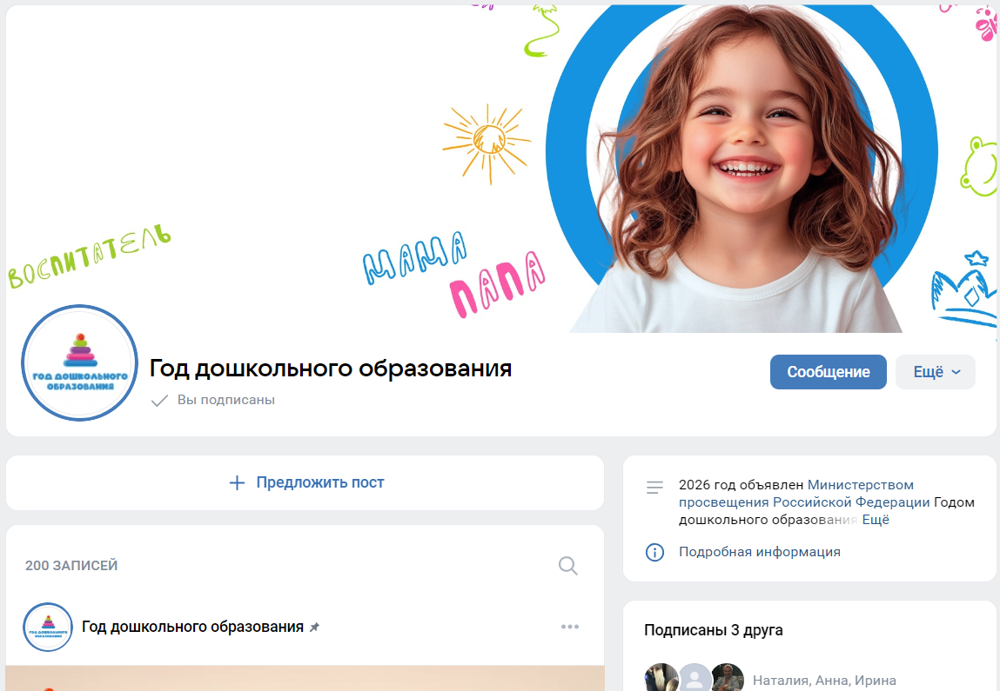 ВОСПИТАТЕЛЬ
МАМА
ПАПА
ГОД ДОШКОЛЬНОГО
ОБРАЗОВАНИЯ
Год дошкольного образования
Вы подписаны
Сообщение
Ещё
Предложить пост
200 ЗАПИСЕЙ
ГОД ДОШКОЛЬНОГО
ОБРАЗОВАНИЯ
Год дошкольного образования
2026 год объявлен Министерством
просвещения Российской Федерации Годом
дошкольного образования Ещё
Подробная информация
Подписаны 3 друга
Наталия, Анна, Ирина